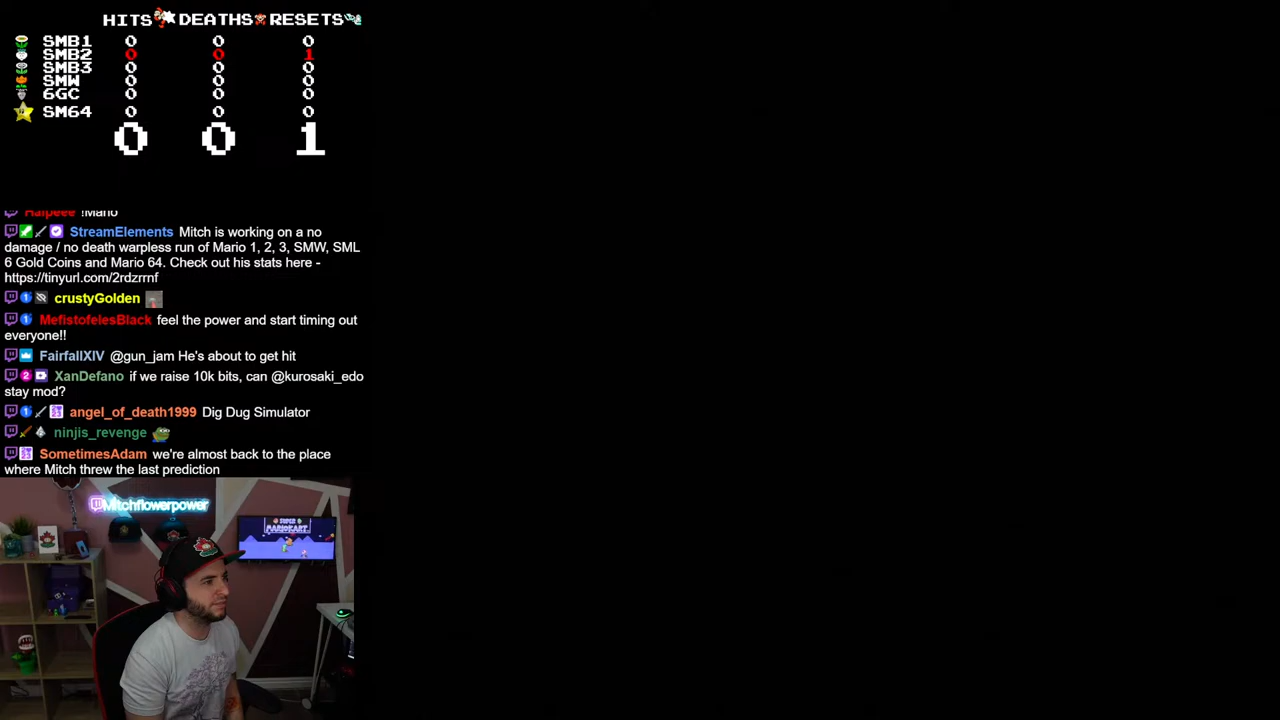 HITS DEATHS RESETS
SMB1 0 0 0
SMB2 0 0 1
SMB3 0 0 0
SMW 0 0 0
6GC 0 0 0
SM64 0 0 0
0 0 1
Halpeee !Mario
StreamElements Mitch is working on a no
damage / no death warpless run of Mario 1, 2, 3, SMW, SML
6 Gold Coins and Mario 64. Check out his stats here -
https://tinyurl.com/2rdzrrnf
crustyGolden
MefistofelesBlack feel the power and start timing out
everyone!!
FairfallXIV @gun_jam He's about to get hit
XanDefano if we raise 10k bits, can @kurosaki_edo
stay mod?
angel_of_death1999 Dig Dug Simulator
ninjis_revenge
SometimesAdam we're almost back to the place
where Mitch threw the last prediction
Mitchflowerpower
SUPER
MARIOKART